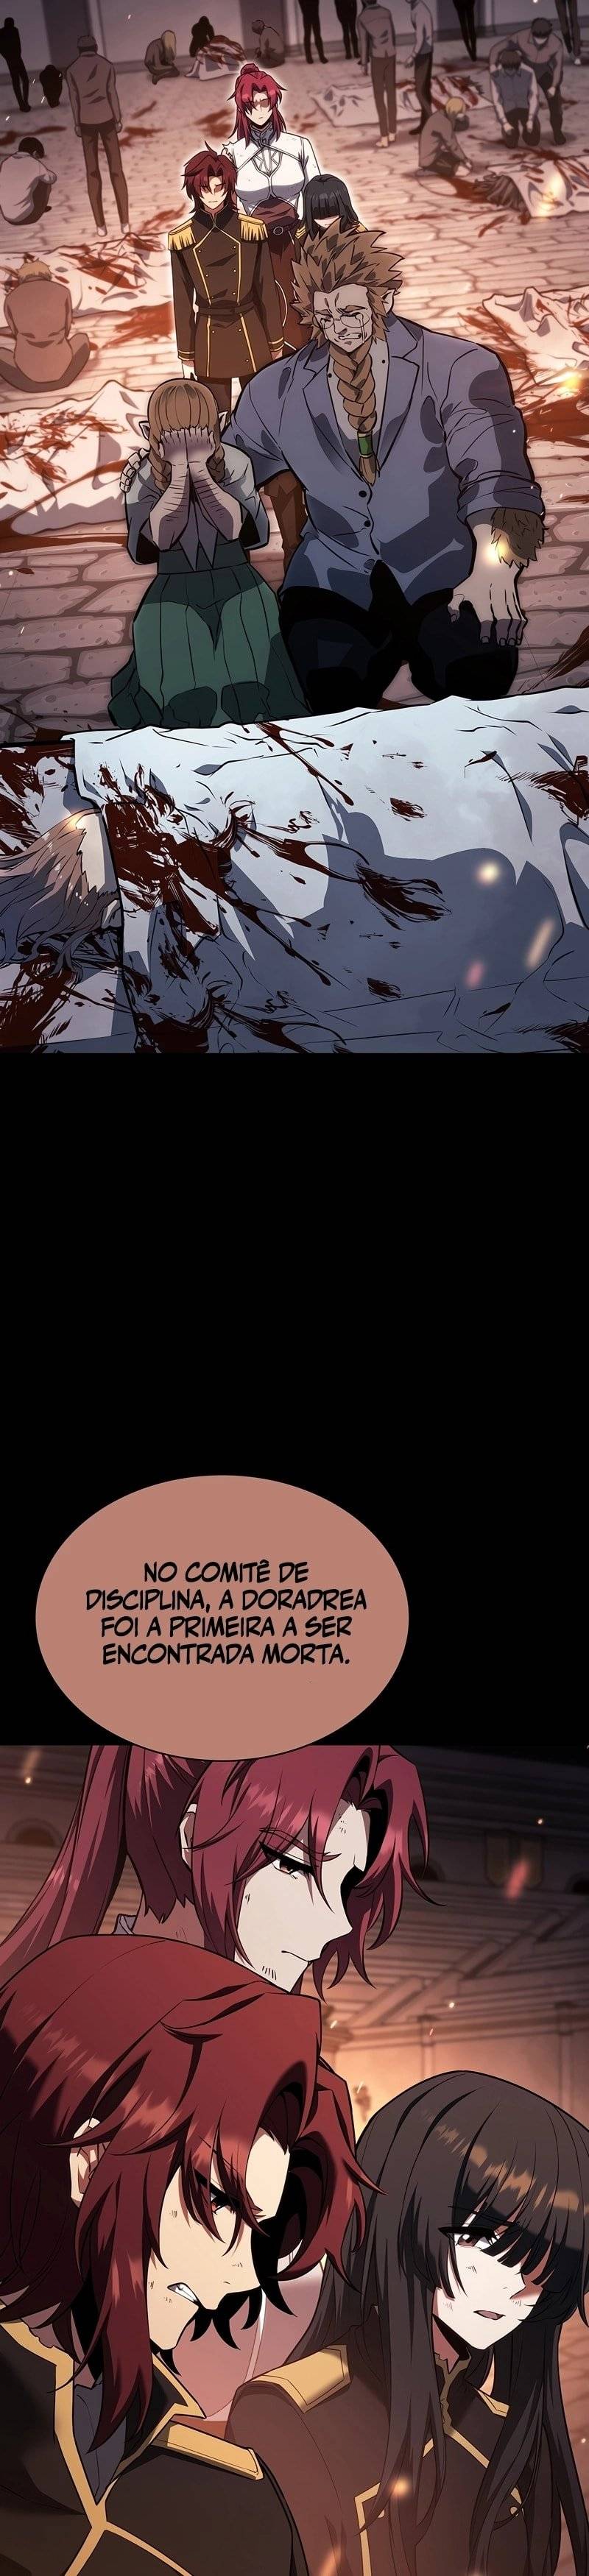 NO COMITÊ DE
DISCIPLINA, A DORADREA
FOI A PRIMEIRA A SER
ENCONTRADA MORTA.